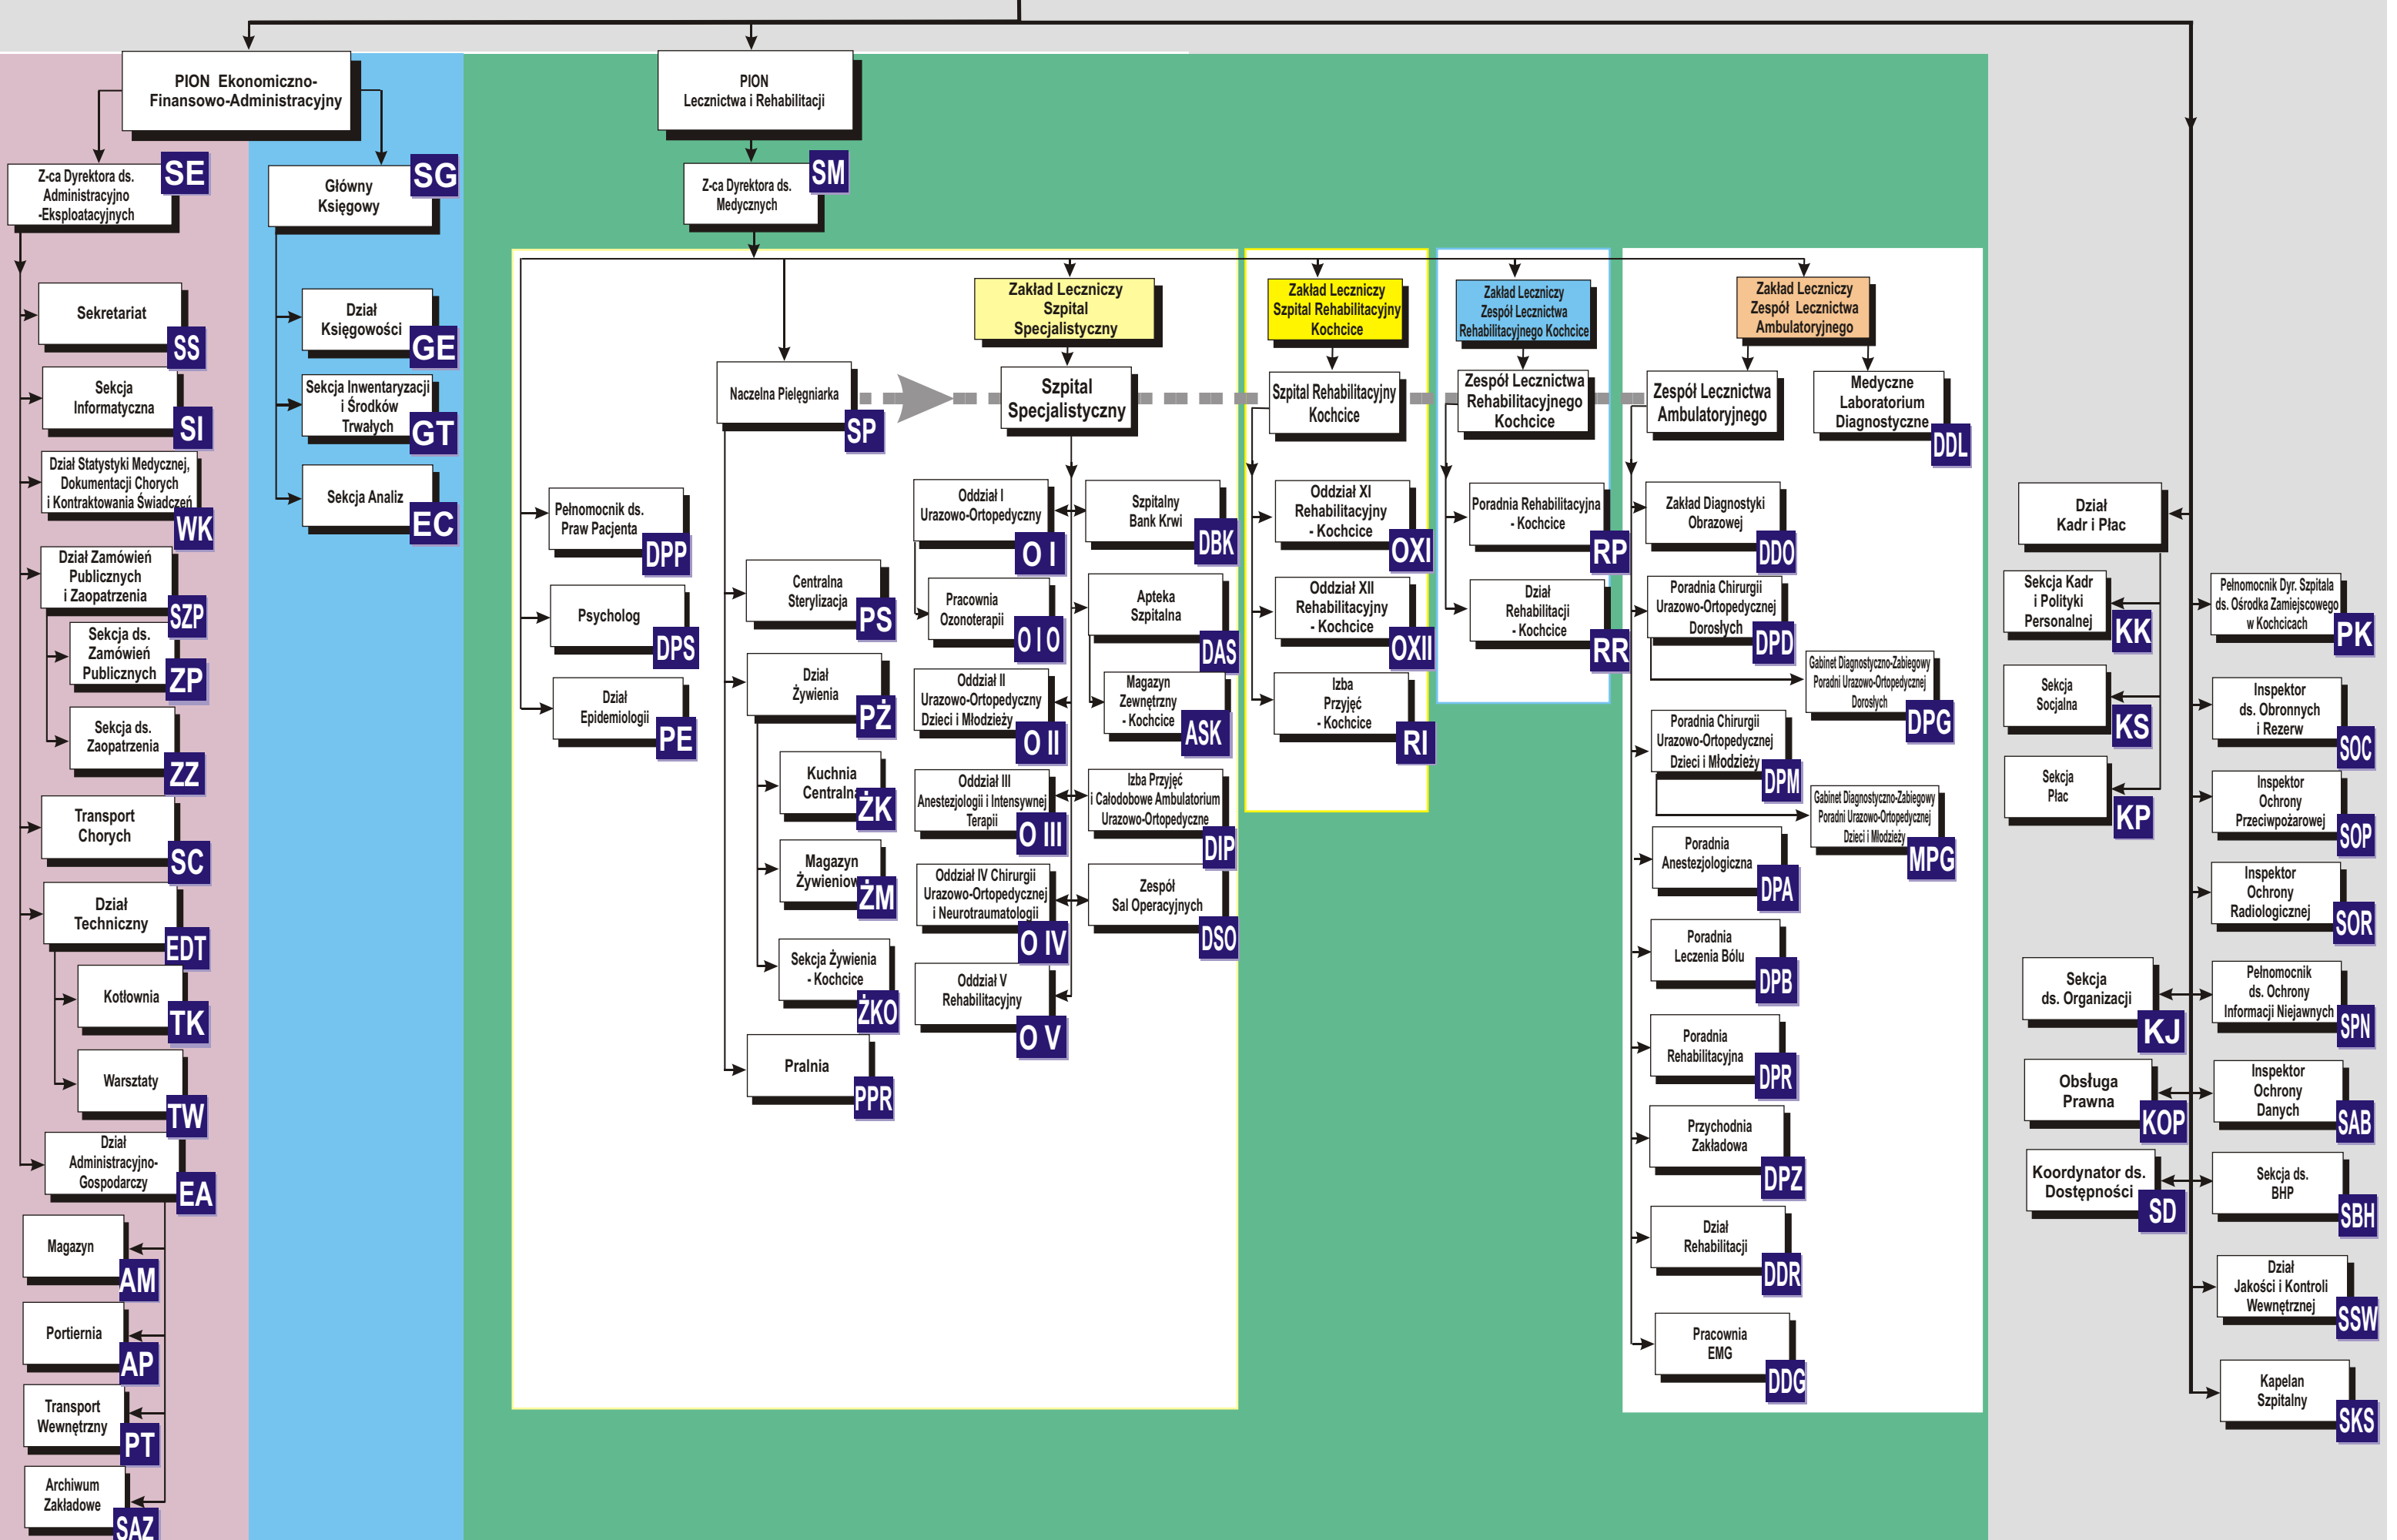 PION Ekonomiczno-
Finansowo-Administracyjny
Z-ca Dyrektora ds.
Administracyjno
-Eksploatacyjnych
SE
Sekretariat
SS
Sekcja
Informatyczna
SI
Dział Statystyki Medycznej,
Dokumentacji Chorych
i Kontraktowania Świadczeń
WK
Dział Zamówień
Publicznych
i Zaopatrzenia
SZP
Sekcja ds.
Zamówień
Publicznych
ZP
Sekcja ds.
Zaopatrzenia
ZZ
Transport
Chorych
SC
Dział
Techniczny
EDT
Kotłownia
TK
Warsztaty
TW
Dział
Administracyjno-
Gospodarczy
EA
Magazyn
AM
Portiernia
AP
Transport
Wewnętrzny
PT
Archiwum
Zakładowe
SAZ
Główny
Księgowy
SG
Dział
Księgowości
GE
Sekcja Inwentaryzacji
i Środków
Trwałych
GT
Sekcja Analiz
EC
PION
Lecznictwa i Rehabilitacji
Z-ca Dyrektora ds.
Medycznych
SM
Pełnomocnik ds.
Praw Pacjenta
DPP
Psycholog
DPS
Dział
Epidemiologii
PE
Naczelna Pielęgniarka
SP
Centralna
Sterylizacja
PS
Dział
Żywienia
PŻ
Kuchnia
Centralna
ŻK
Magazyn
Żywieniow
ŻM
Sekcja Żywienia
- Kochcice
ŻKO
Pralnia
PPR
Zakład Leczniczy
Szpital
Specjalistyczny
Szpital
Specjalistyczny
Oddział I
Urazowo-Ortopedyczny
O I
Pracownia
Ozonoterapii
O I O
Oddział II
Urazowo-Ortopedyczny
Dzieci i Młodzieży
O II
Oddział III
Anestezjologii i Intensywnej
Terapii
O III
Oddział IV Chirurgii
Urazowo-Ortopedycznej
i Neurotraumatologii
O IV
Oddział V
Rehabilitacyjny
O V
Szpitalny
Bank Krwi
DBK
Apteka
Szpitalna
DAS
Magazyn
Zewnętrzny
- Kochcice
ASK
Izba Przyjęć
i Całodobowe Ambulatorium
Urazowo-Ortopedyczne
DIP
Zespół
Sal Operacyjnych
DSO
Zakład Leczniczy
Szpital Rehabilitacyjny
Kochcice
Szpital Rehabilitacyjny
Kochcice
Oddział XI
Rehabilitacyjny
- Kochcice
OXI
Oddział XII
Rehabilitacyjny
- Kochcice
OXII
Izba
Przyjęć
- Kochcice
RI
Zakład Leczniczy
Zespół Lecznictwa
Rehabilitacyjnego Kochcice
Zespół Lecznictwa
Rehabilitacyjnego
Kochcice
Poradnia Rehabilitacyjna
- Kochcice
RP
Dział
Rehabilitacji
- Kochcice
RR
Zakład Leczniczy
Zespół Lecznictwa
Ambulatoryjnego
Zespół Lecznictwa
Ambulatoryjnego
Medyczne
Laboratorium
Diagnostyczne
DDL
Zakład Diagnostyki
Obrazowej
DDO
Poradnia Chirurgii
Urazowo-Ortopedycznej
Dorosłych
DPD
Gabinet Diagnostyczno-Zabiegowy
Poradni Urazowo-Ortopedycznej
Dorosłych
DPG
Poradnia Chirurgii
Urazowo-Ortopedycznej
Dzieci i Młodzieży
DPM
Gabinet Diagnostyczno-Zabiegowy
Poradni Urazowo-Ortopedycznej
Dzieci i Młodzieży
MPG
Poradnia
Anestezjologiczna
DPA
Poradnia
Leczenia Bólu
DPB
Poradnia
Rehabilitacyjna
DPR
Przychodnia
Zakładowa
DPZ
Dział
Rehabilitacji
DDR
Pracownia
EMG
DDG
Dział
Kadr i Płac
Sekcja Kadr
i Polityki
Personalnej
KK
Sekcja
Socjalna
KS
Sekcja
Płac
KP
Sekcja
ds. Organizacji
KJ
Obsługa
Prawna
KOP
Koordynator ds.
Dostępności
SD
Pełnomocnik Dyr. Szpitala
ds. Ośrodka Zamiejscowego
w Kochcicach
PK
Inspektor
ds. Obronnych
i Rezerw
SOC
Inspektor
Ochrony
Przeciwpożarowej
SOP
Inspektor
Ochrony
Radiologicznej
SOR
Pełnomocnik
ds. Ochrony
Informacji Niejawnych
SPN
Inspektor
Ochrony
Danych
SAB
Sekcja ds.
BHP
SBH
Dział
Jakości i Kontroli
Wewnętrznej
SSW
Kapelan
Szpitalny
SKS